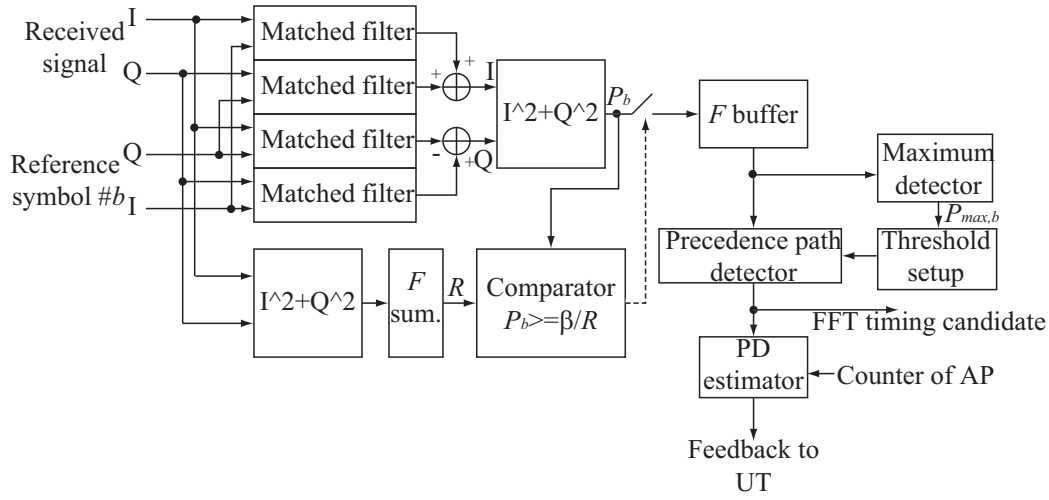 Received
signal
I
Q
Reference
symbol #b
Q
I
Matched filter
Matched filter
Matched filter
Matched filter
+
+
-
+
I
Q
I^2+Q^2
P_b
F buffer
Maximum
detector
P_max,b
Precedence path
detector
Threshold
setup
I^2+Q^2
F
sum.
R
Comparator
P_b>=β/R
FFT timing candidate
PD
estimator
Counter of AP
Feedback to
UT